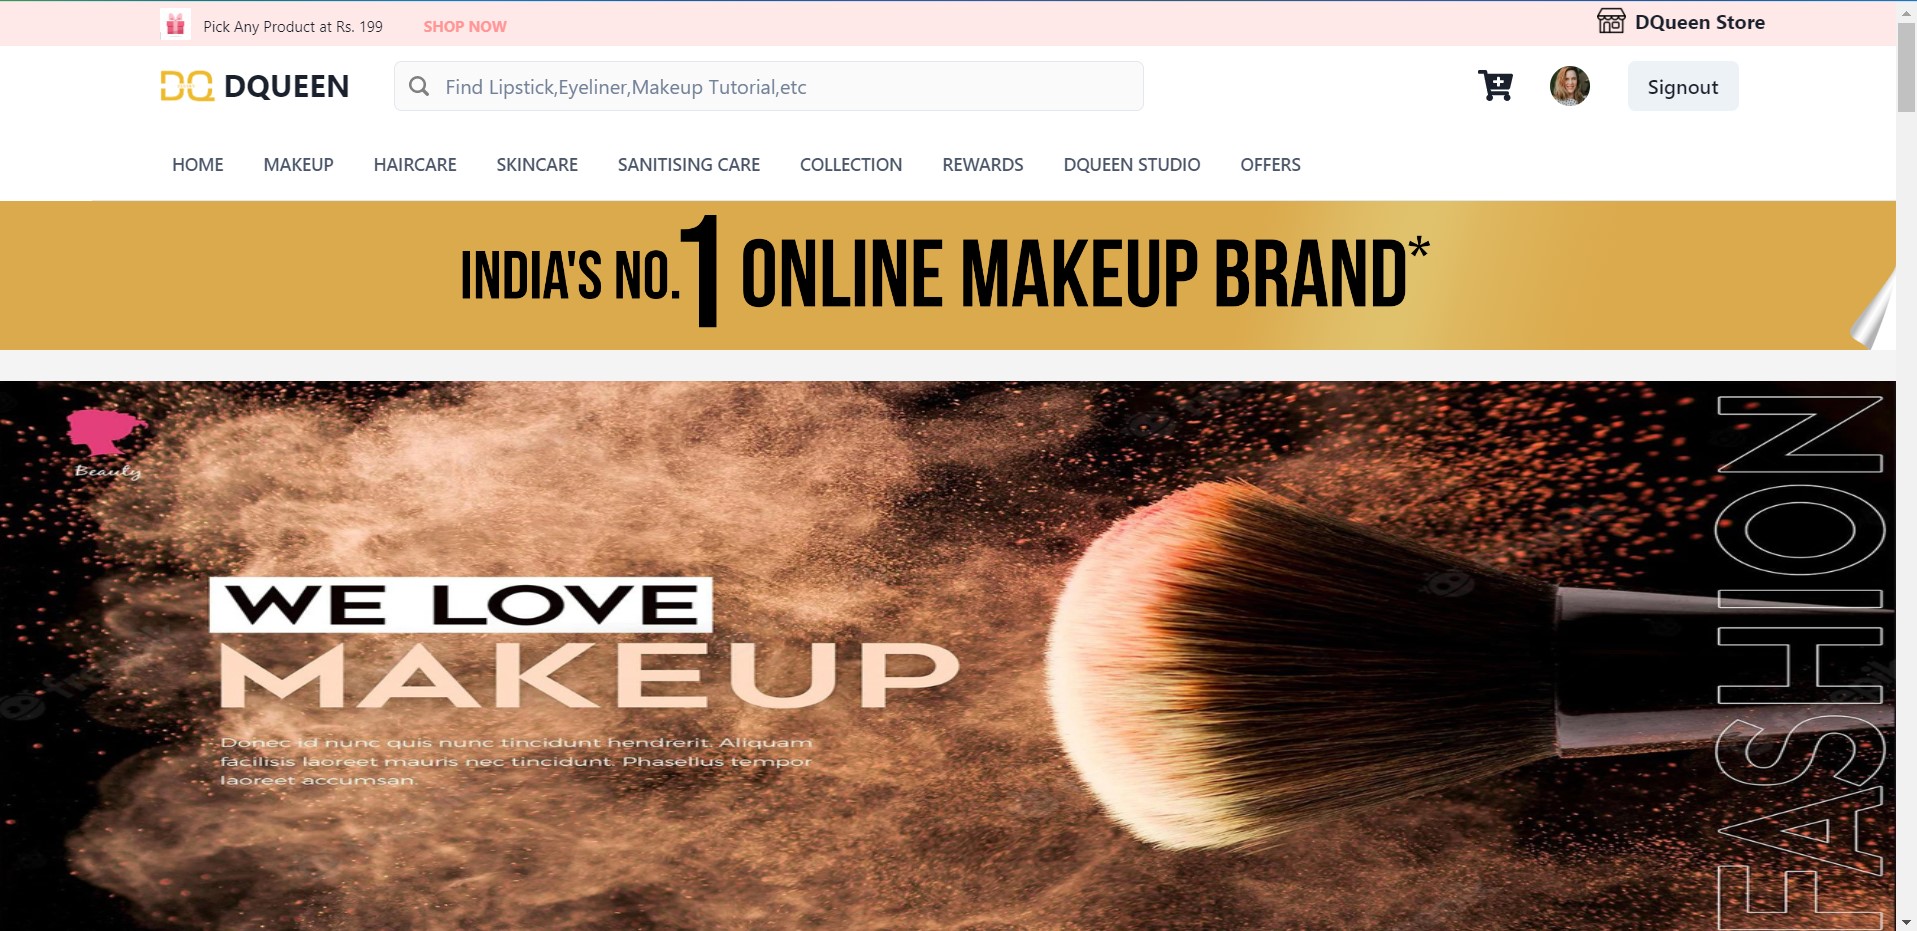 Pick Any Product at Rs. 199 SHOP NOW DQueen Store
DQ DQUEEN Find Lipstick,Eyeliner,Makeup Tutorial,etc Signout
HOME MAKEUP HAIRCARE SKINCARE SANITISING CARE COLLECTION REWARDS DQUEEN STUDIO OFFERS
INDIA'S NO.1 ONLINE MAKEUP BRAND*
Beauty
WE LOVE
MAKEUP
Donec id nunc quis nunc tincidunt hendrerit. Aliquam
facilisis laoreet mauris nec tincidunt. Phasellus tempor
laoreet accumsan.
FASHION